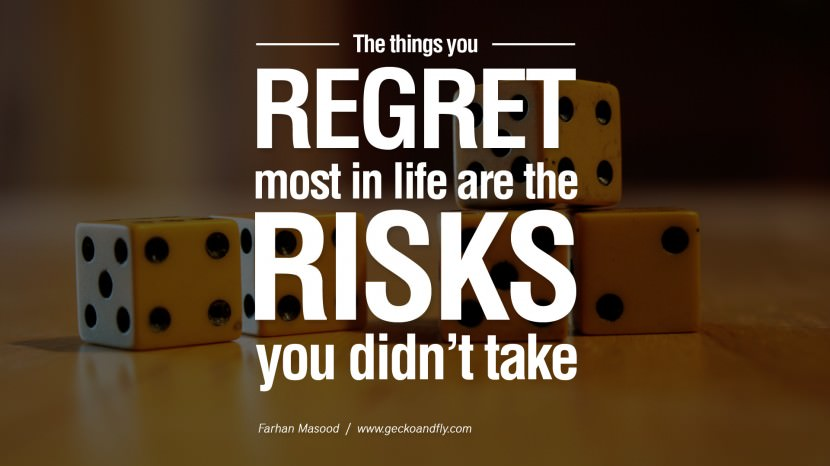 The things you
REGRET
most in life are the
RISKS
you didn't take
Farhan Masood / www.geckoandfly.com